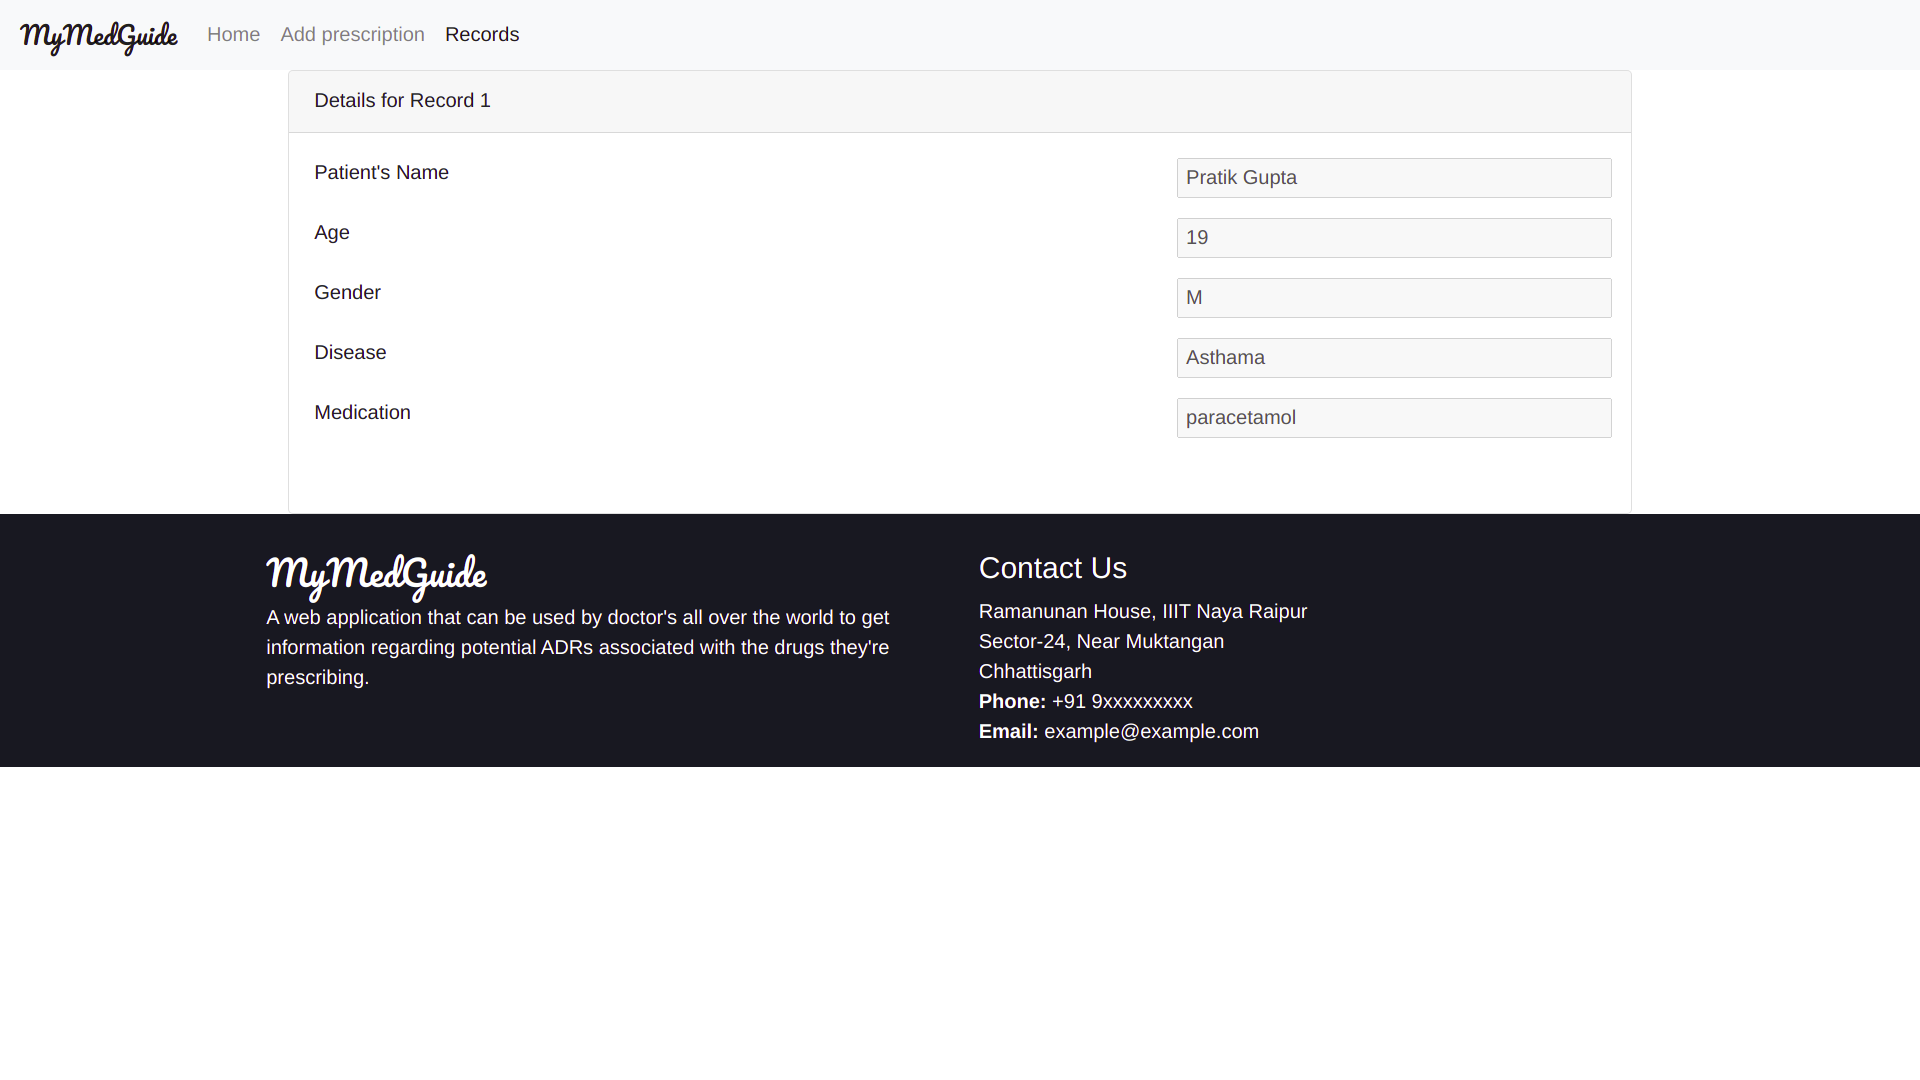 MyMedGuide Home Add prescription Records
Details for Record 1
Patient's Name Pratik Gupta
Age 19
Gender M
Disease Asthama
Medication paracetamol
MyMedGuide
A web application that can be used by doctor's all over the world to get
information regarding potential ADRs associated with the drugs they're
prescribing.
Contact Us
Ramanunan House, IIIT Naya Raipur
Sector-24, Near Muktangan
Chhattisgarh
Phone: +91 9xxxxxxxxx
Email: example@example.com